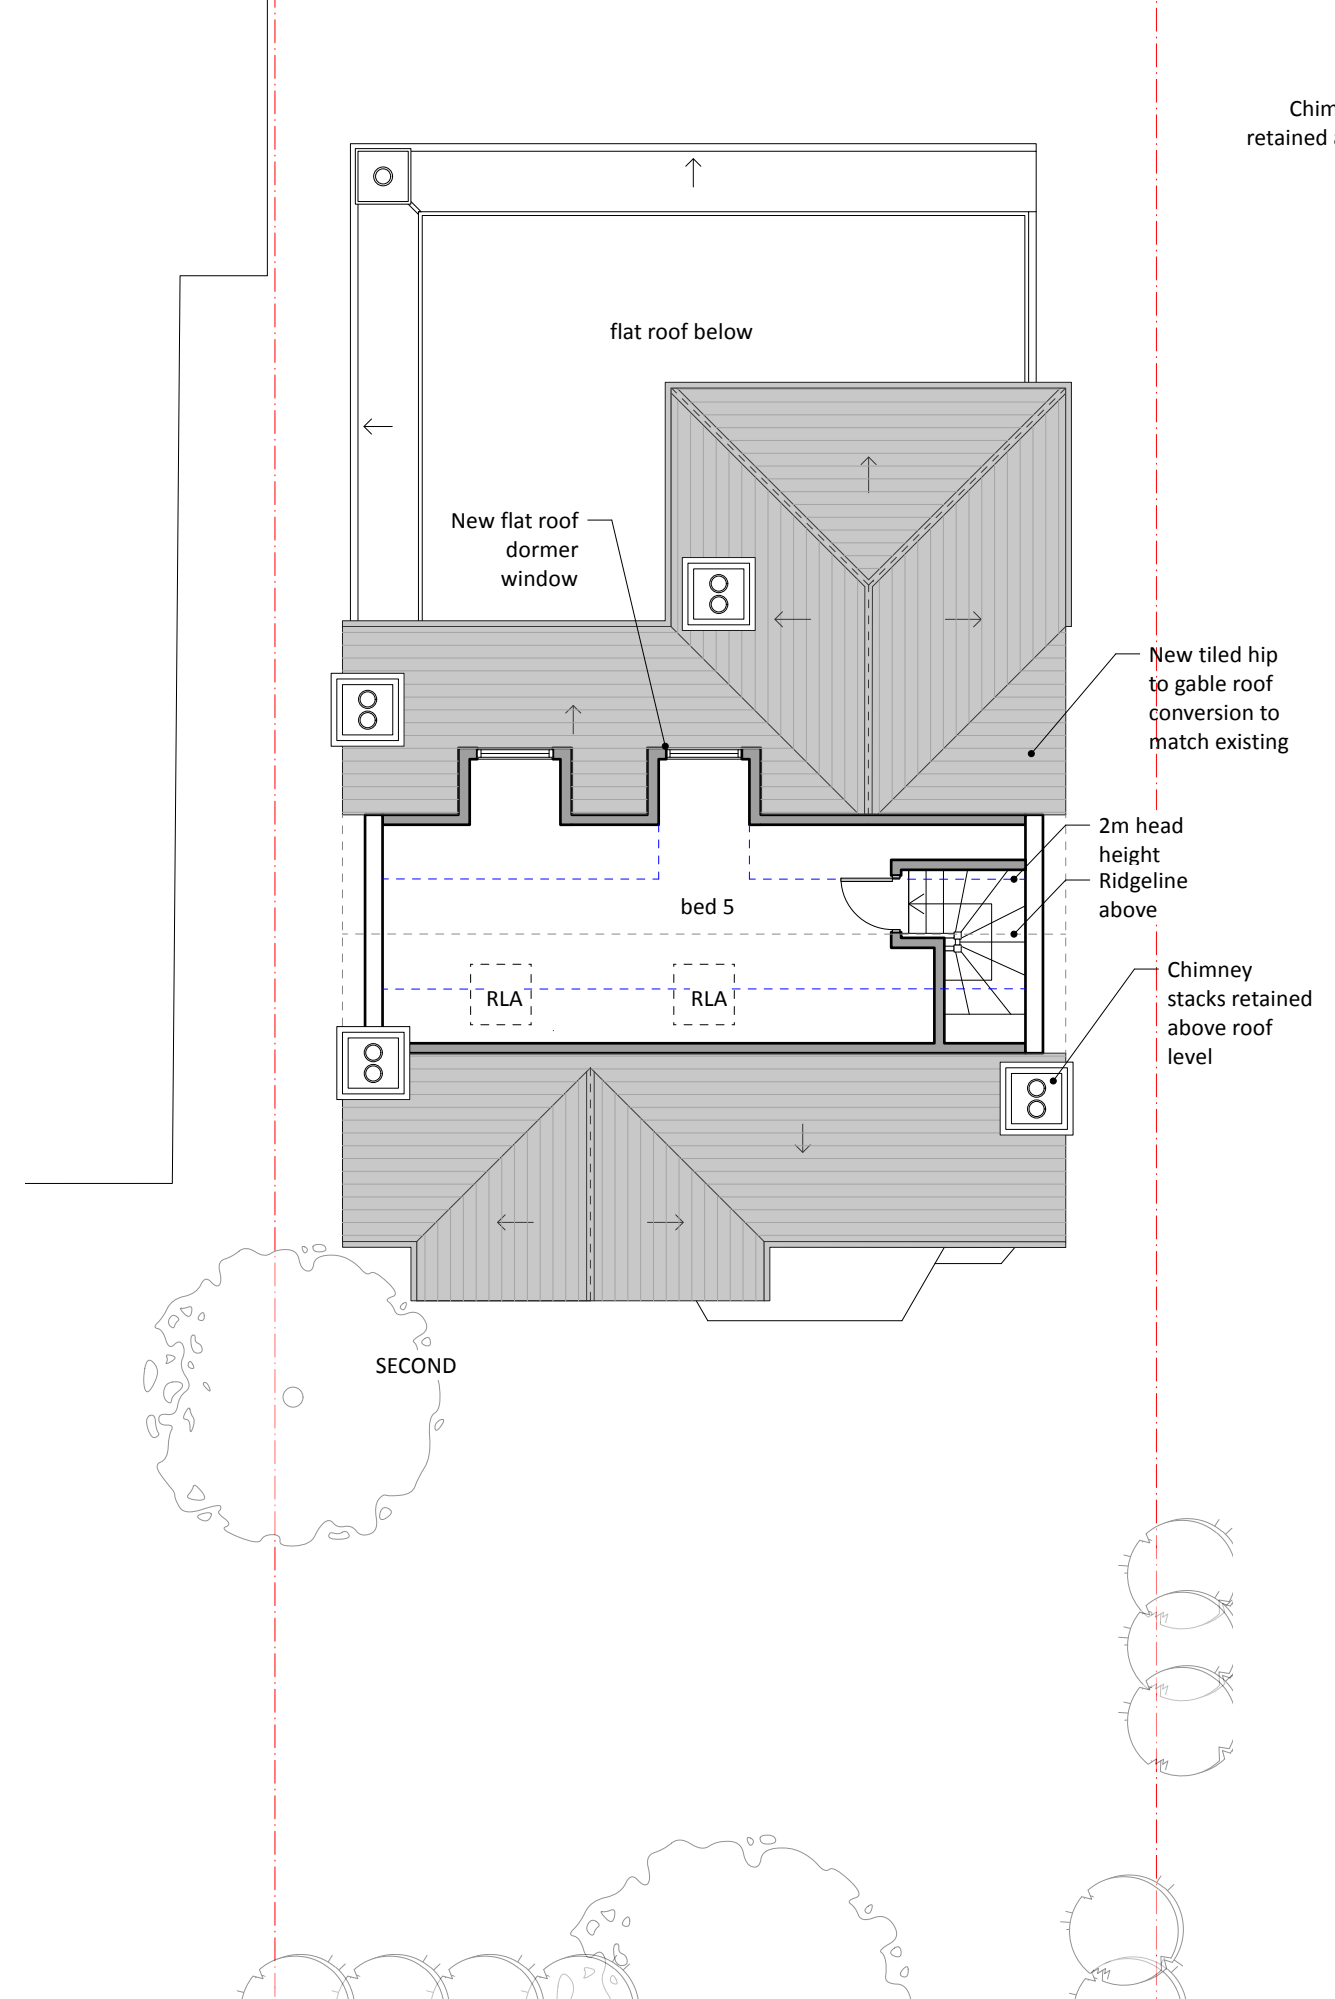 Chim
retained a
flat roof below
New flat roof
dormer
window
New tiled hip
to gable roof
conversion to
match existing
2m head
height
Ridgeline
above
bed 5
RLA
RLA
Chimney
stacks retained
above roof
level
SECOND